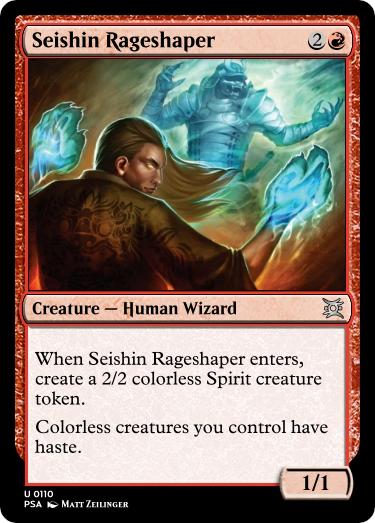 Seishin Rageshaper 2
Creature — Human Wizard
When Seishin Rageshaper enters,
create a 2/2 colorless Spirit creature
token.
Colorless creatures you control have
haste.
1/1
U 0110
PSA Matt Zeilinger